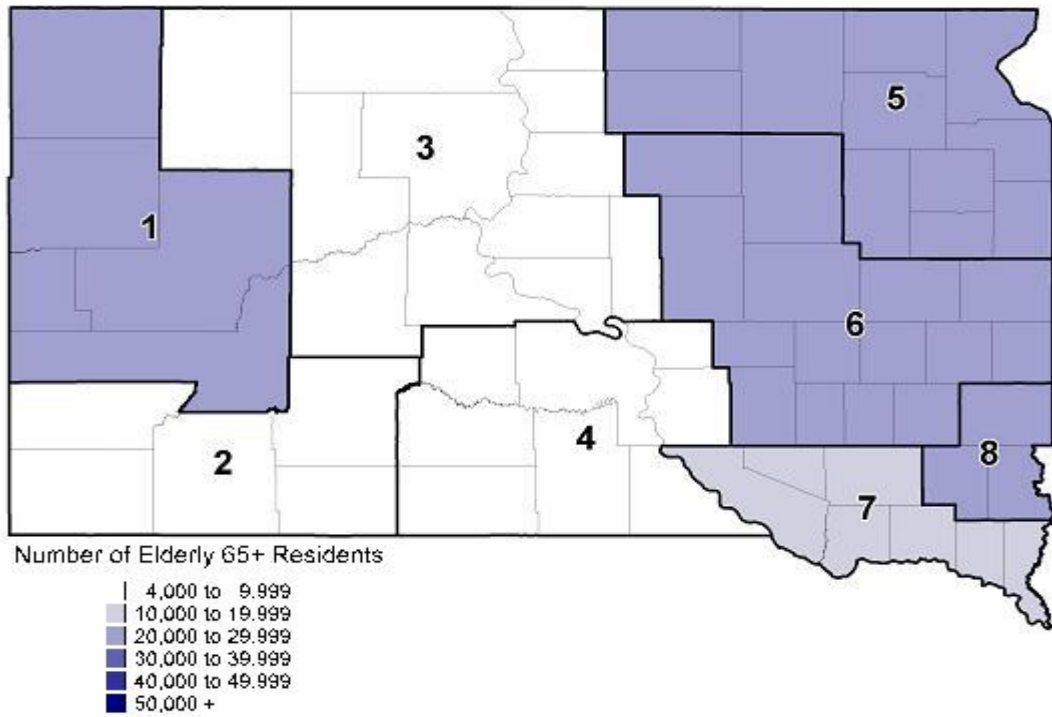 5
3
1
6
4
8
2
7
Number of Elderly 65+ Residents
4,000 to 9.999
10,000 to 19.999
20,000 to 29.999
30,000 to 39.999
40,000 to 49.999
50,000 +